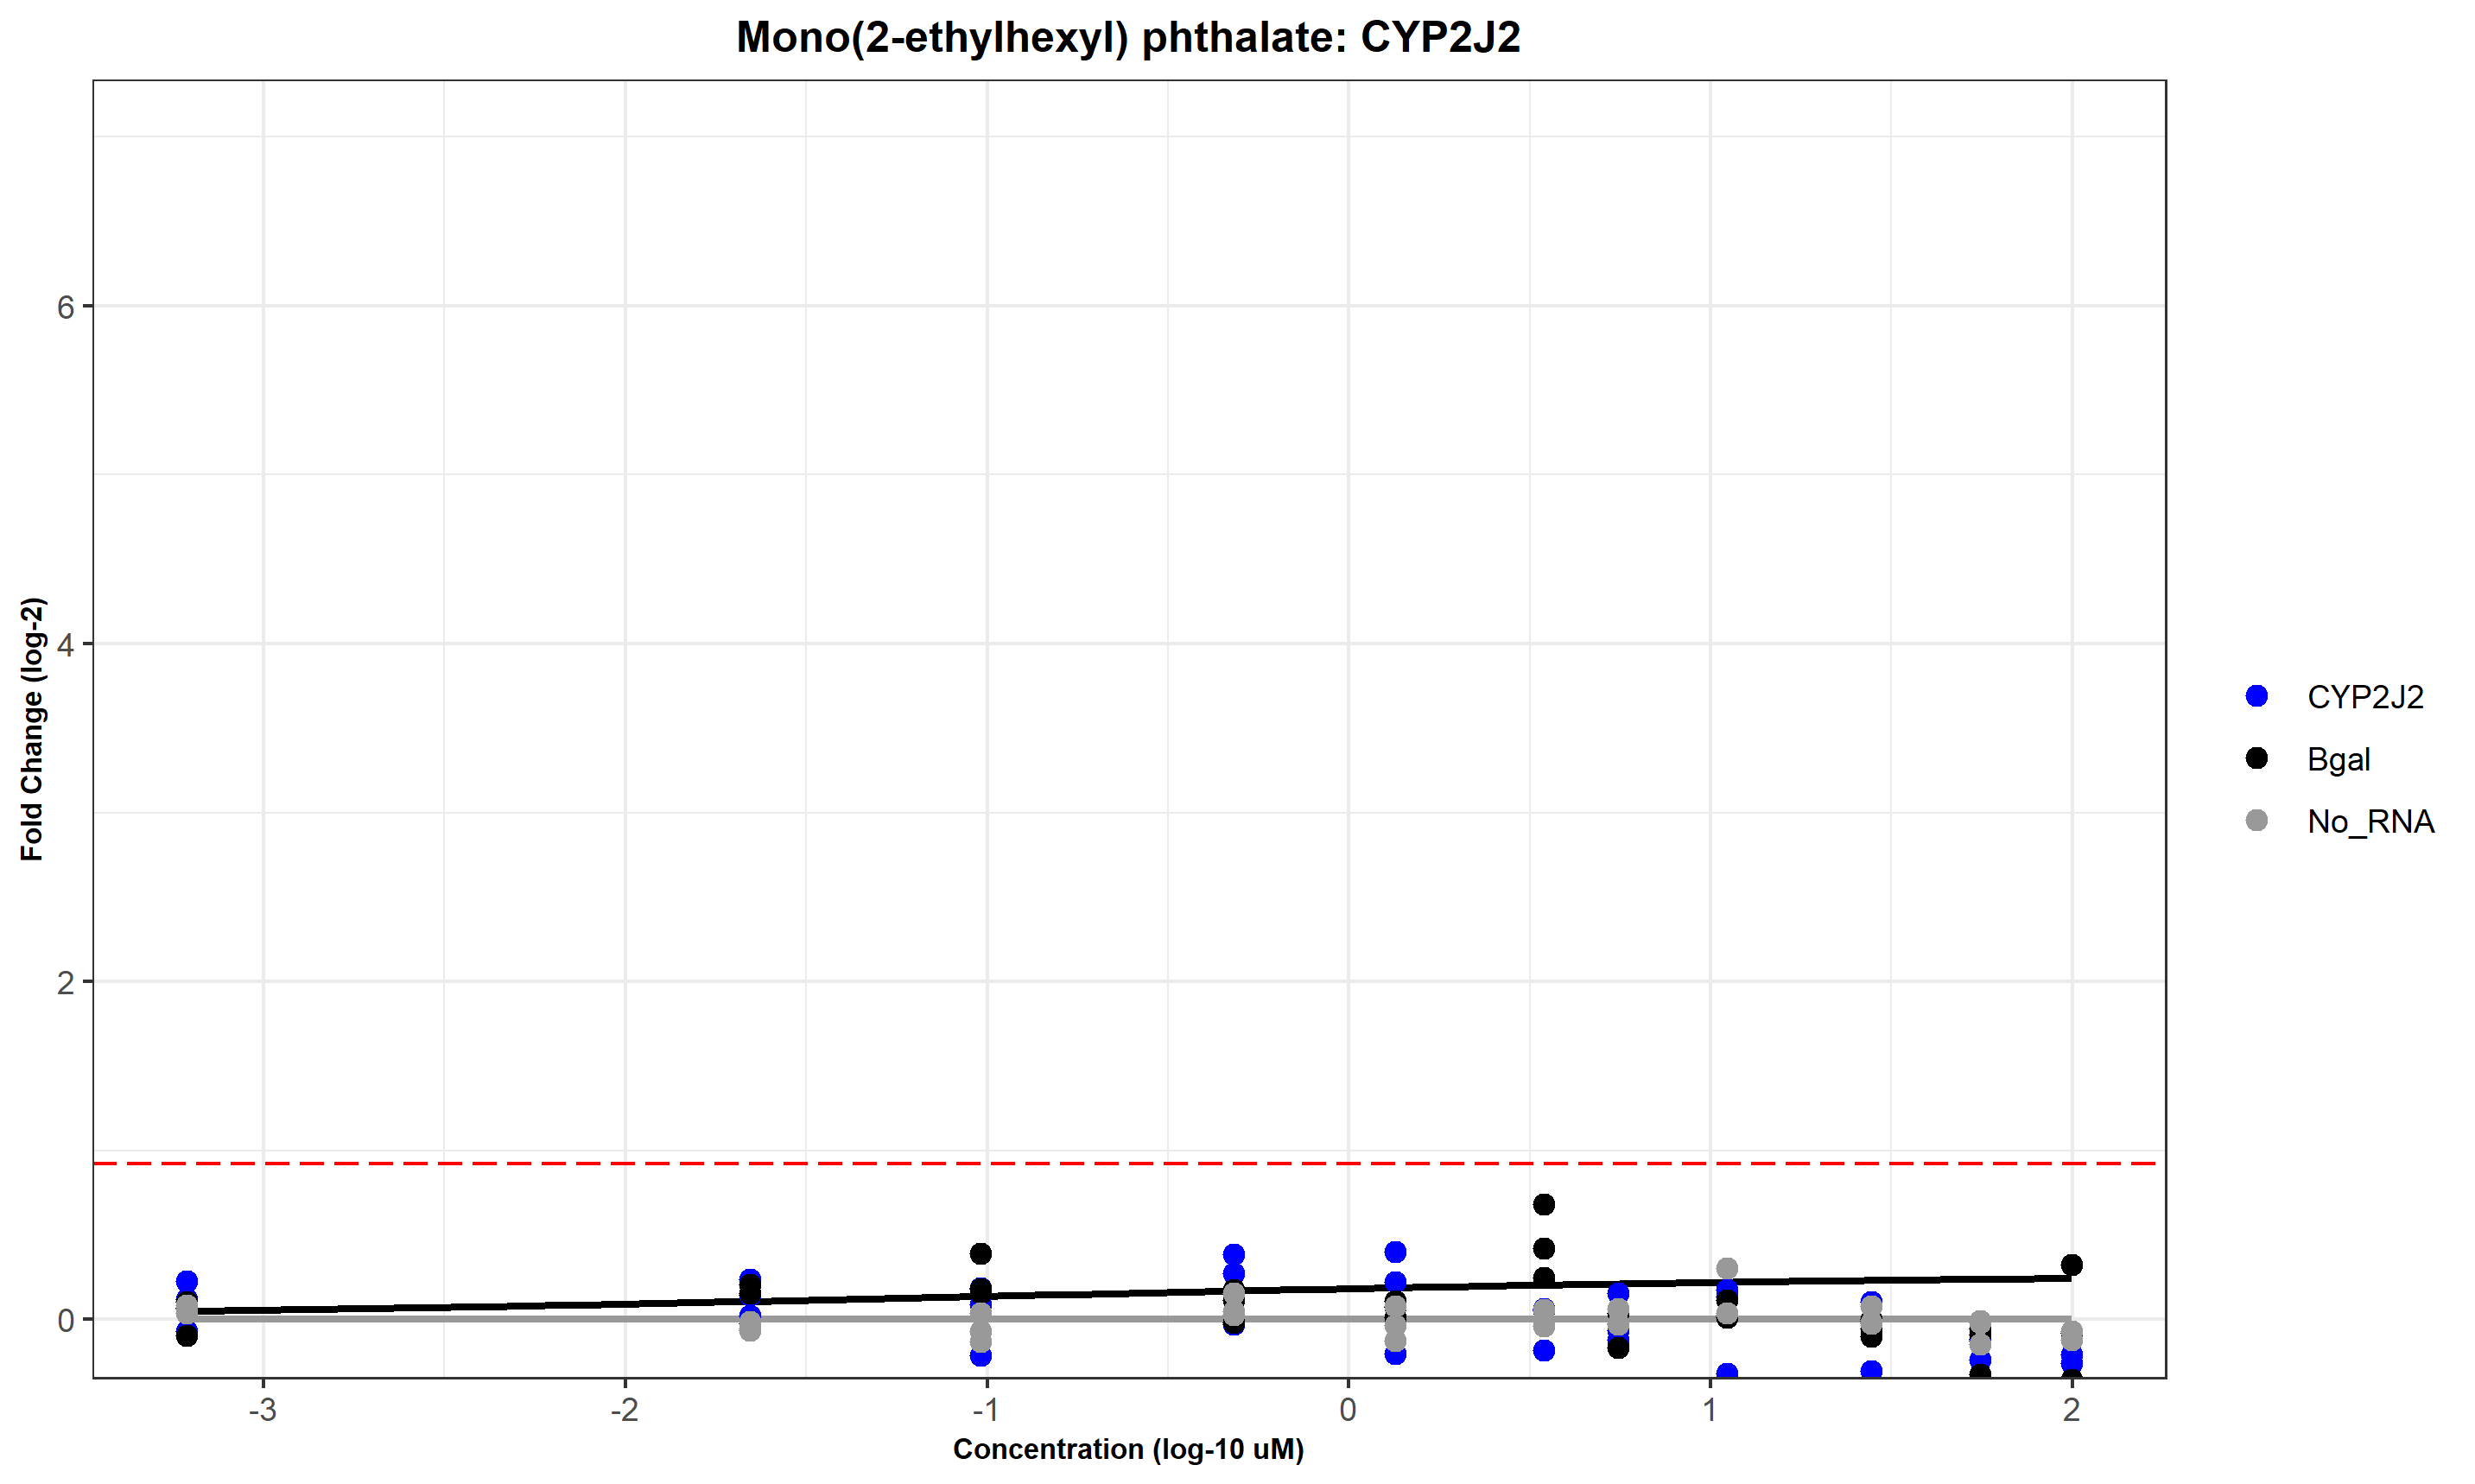 Mono(2-ethylhexyl) phthalate: CYP2J2
Fold Change (log-2)
6
4
2
0
-3
-2
-1
0
1
2
Concentration (log-10 uM)
CYP2J2
Bgal
No_RNA